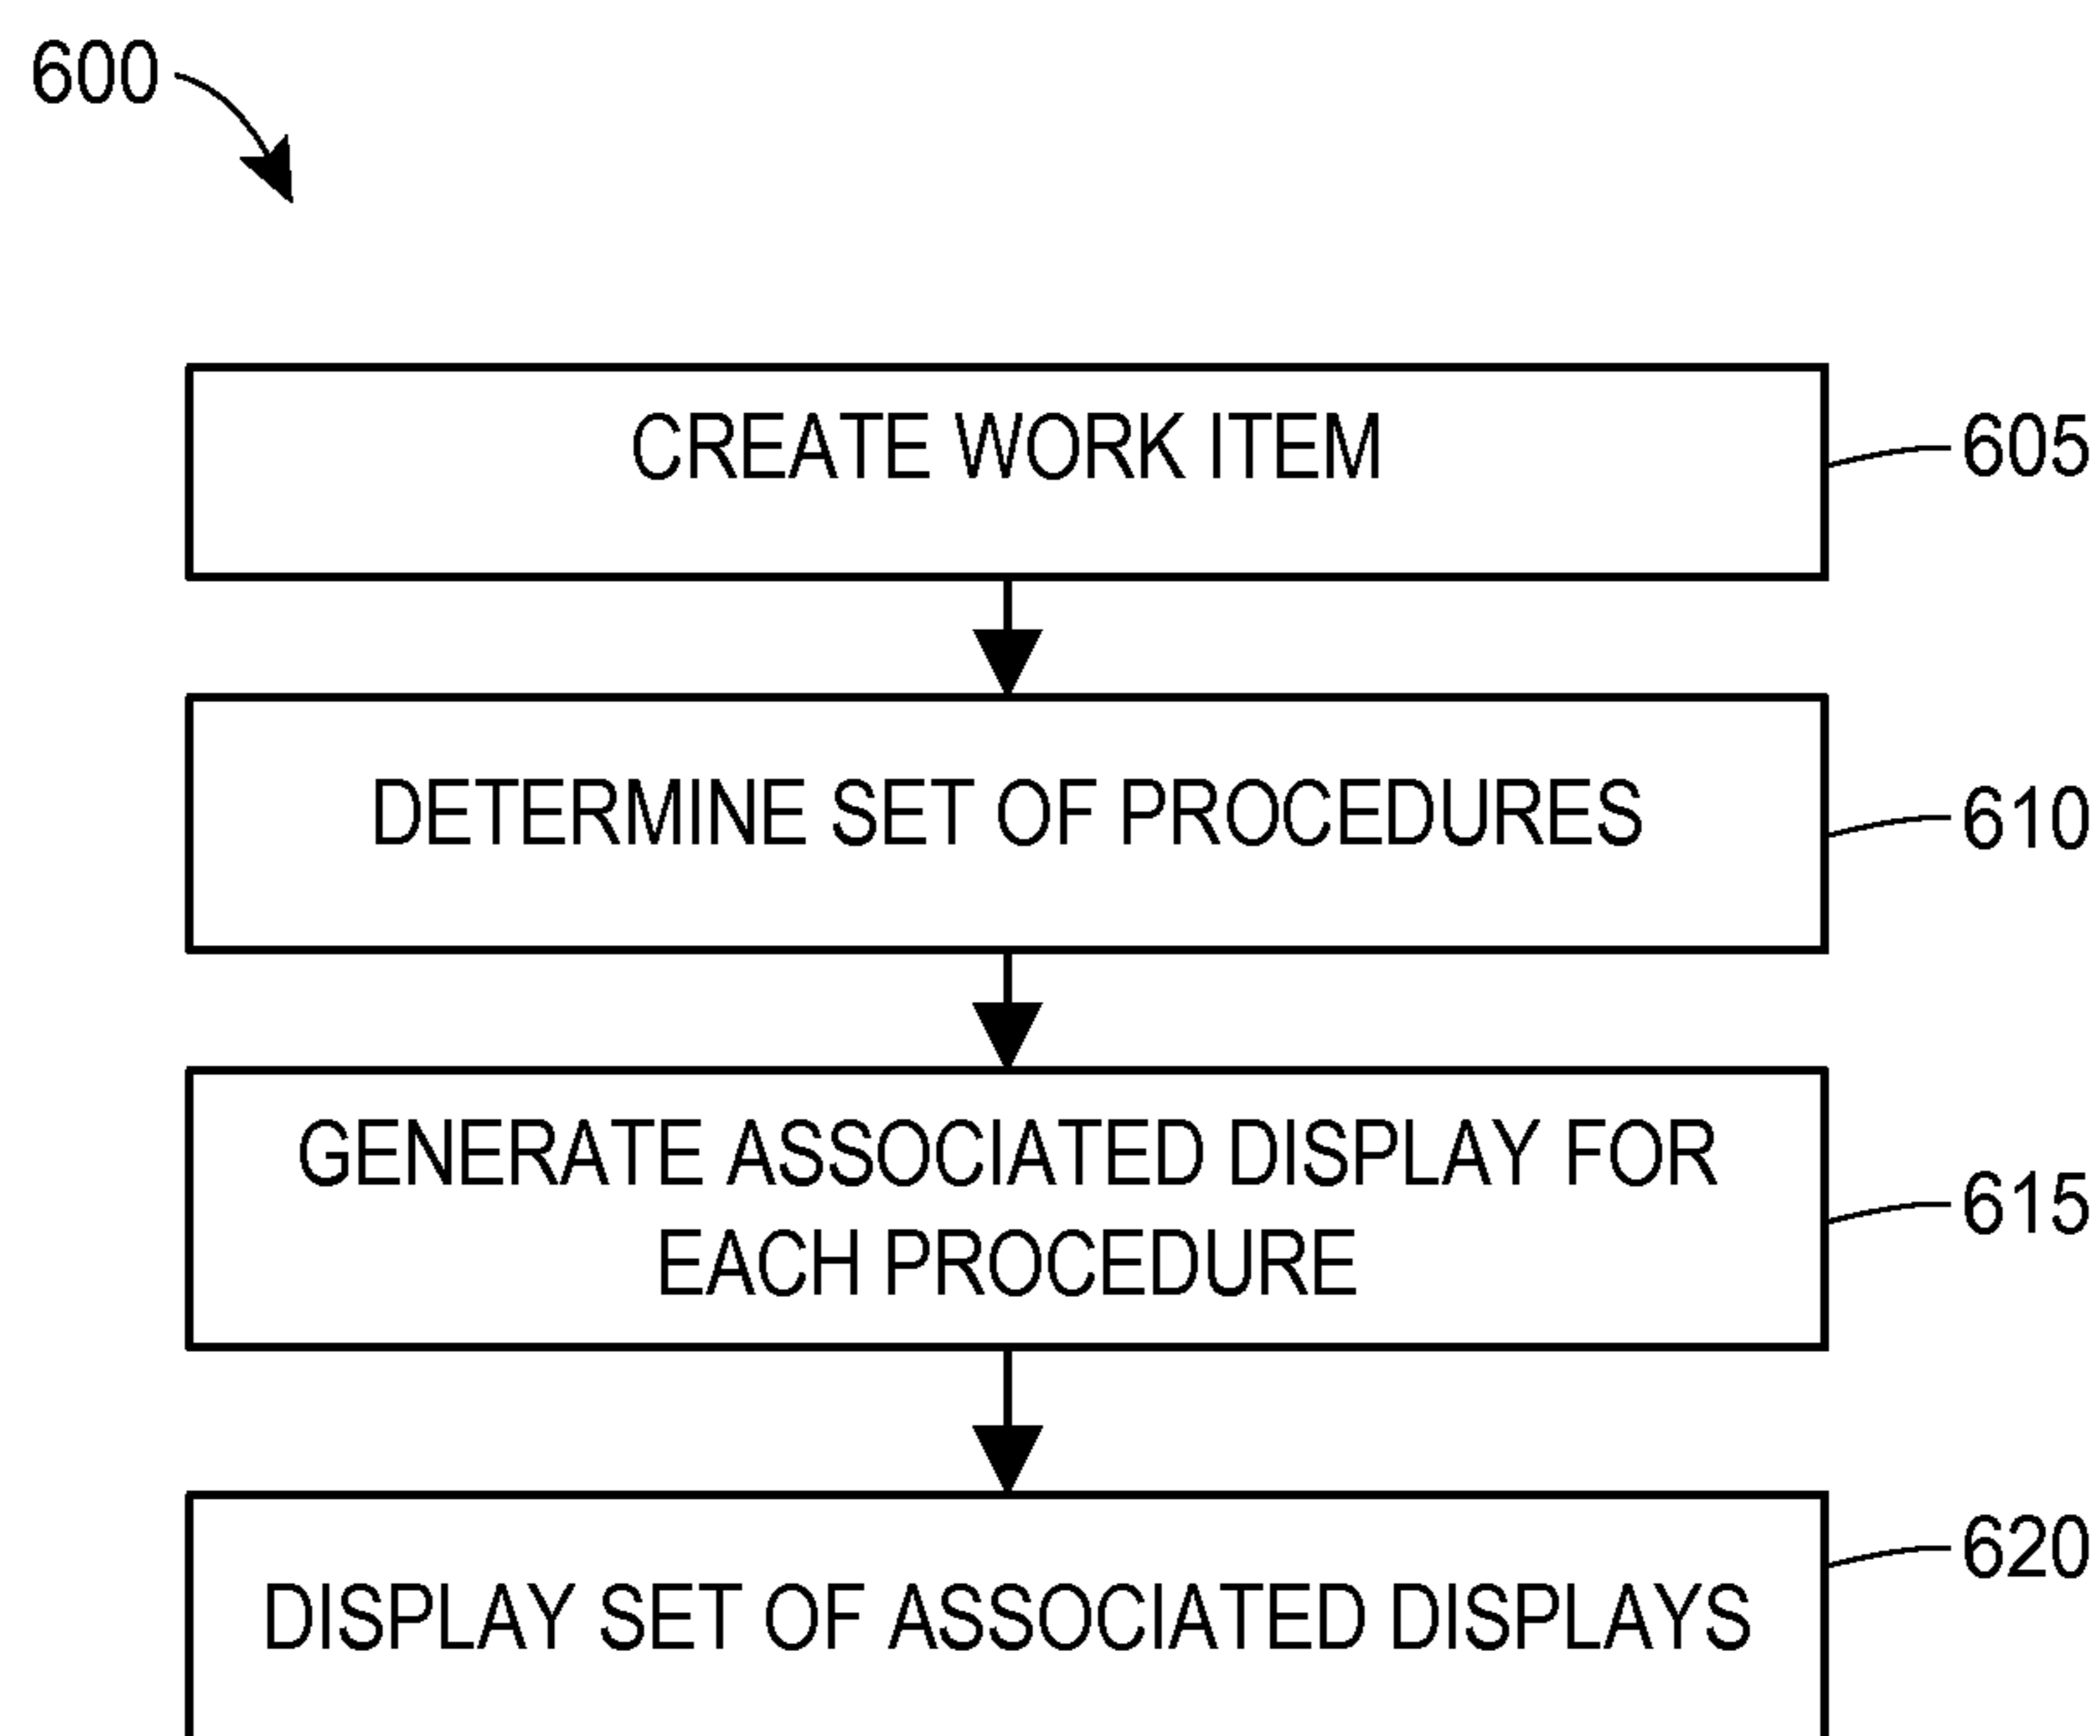 600
CREATE WORK ITEM
605
DETERMINE SET OF PROCEDURES
610
GENERATE ASSOCIATED DISPLAY FOR
EACH PROCEDURE
615
DISPLAY SET OF ASSOCIATED DISPLAYS
620